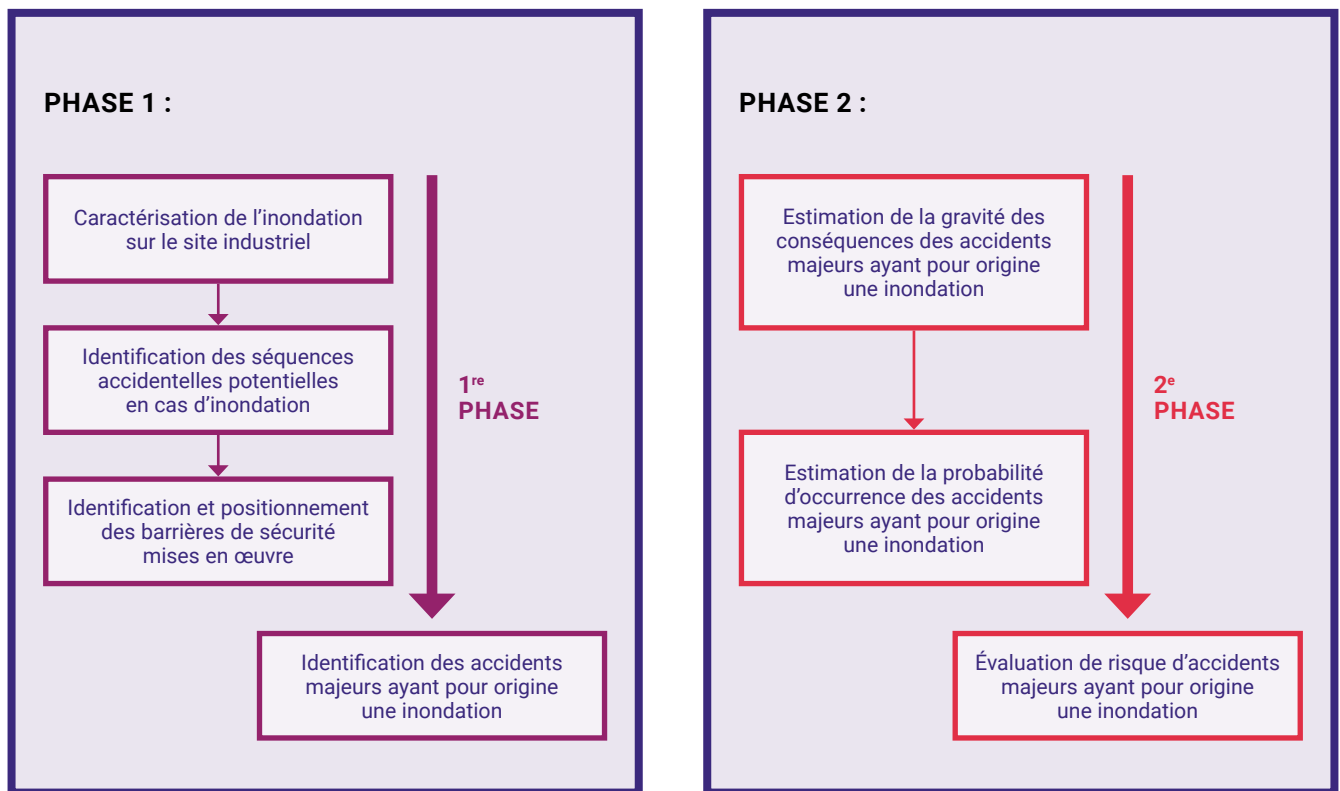 PHASE 1 :
Caractérisation de l’inondation
sur le site industriel
Identification des séquences
accidentelles potentielles
en cas d’inondation
Identification et positionnement
des barrières de sécurité
mises en œuvre
1re
PHASE
Identification des accidents
majeurs ayant pour origine
une inondation
PHASE 2 :
Estimation de la gravité des
conséquences des accidents
majeurs ayant pour origine
une inondation
2e
PHASE
Estimation de la probabilité
d’occurrence des accidents
majeurs ayant pour origine
une inondation
Évaluation de risque d’accidents
majeurs ayant pour origine
une inondation